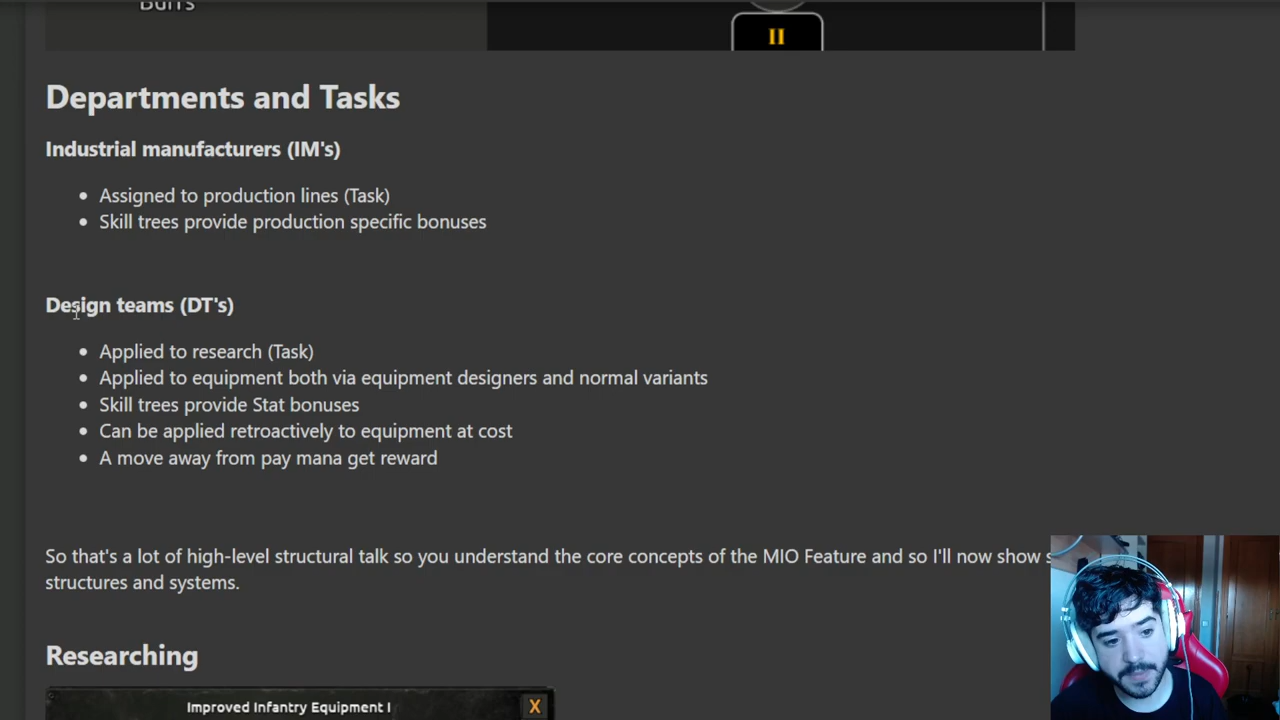 Buffs
II
Departments and Tasks
Industrial manufacturers (IM's)
Assigned to production lines (Task)
Skill trees provide production specific bonuses
Design teams (DT's)
Applied to research (Task)
Applied to equipment both via equipment designers and normal variants
Skill trees provide Stat bonuses
Can be applied retroactively to equipment at cost
A move away from pay mana get reward
So that's a lot of high-level structural talk so you understand the core concepts of the MIO Feature and so I'll now show
structures and systems.
Researching
Improved Infantry Equipment I
X